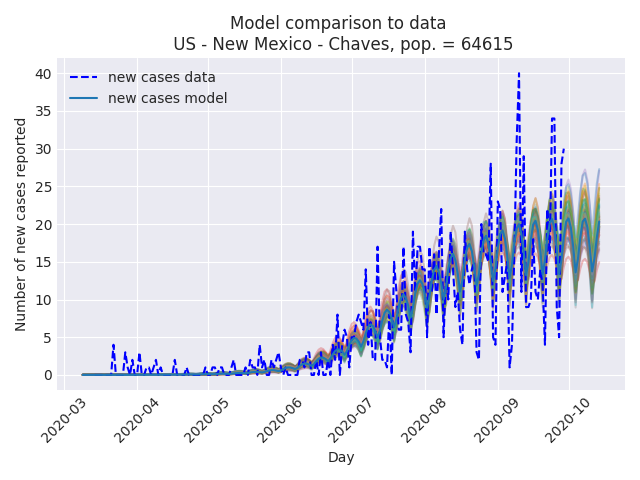 Model comparison to data
US - New Mexico - Chaves, pop. = 64615
new cases data
new cases model
Number of new cases reported
40
35
30
25
20
15
10
5
0
2020-03
2020-04
2020-05
2020-06
2020-07
2020-08
2020-09
2020-10
Day